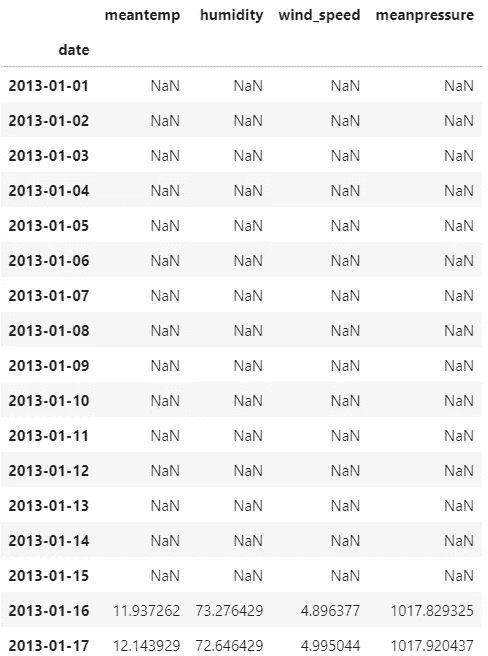 meantemp humidity wind_speed meanpressure
date
2013-01-01 NaN NaN NaN NaN
2013-01-02 NaN NaN NaN NaN
2013-01-03 NaN NaN NaN NaN
2013-01-04 NaN NaN NaN NaN
2013-01-05 NaN NaN NaN NaN
2013-01-06 NaN NaN NaN NaN
2013-01-07 NaN NaN NaN NaN
2013-01-08 NaN NaN NaN NaN
2013-01-09 NaN NaN NaN NaN
2013-01-10 NaN NaN NaN NaN
2013-01-11 NaN NaN NaN NaN
2013-01-12 NaN NaN NaN NaN
2013-01-13 NaN NaN NaN NaN
2013-01-14 NaN NaN NaN NaN
2013-01-15 NaN NaN NaN NaN
2013-01-16 11.937262 73.276429 4.896377 1017.829325
2013-01-17 12.143929 72.646429 4.995044 1017.920437